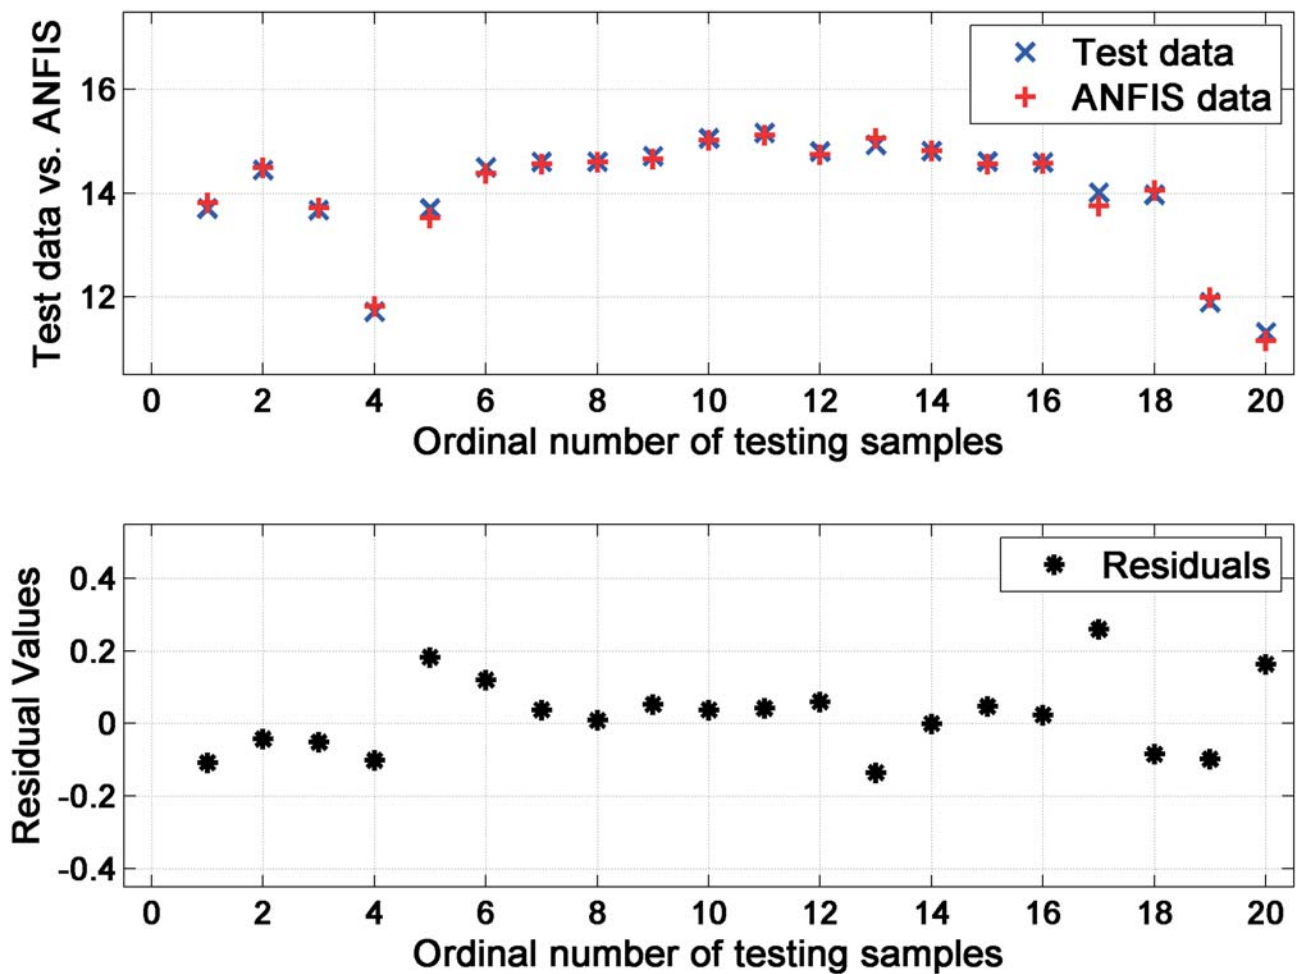 Test data vs. ANFIS
16
14
12
Test data
ANFIS data
0 2 4 6 8 10 12 14 16 18 20
Ordinal number of testing samples
Residual Values
0.4
0.2
0
-0.2
-0.4
Residuals
0 2 4 6 8 10 12 14 16 18 20
Ordinal number of testing samples